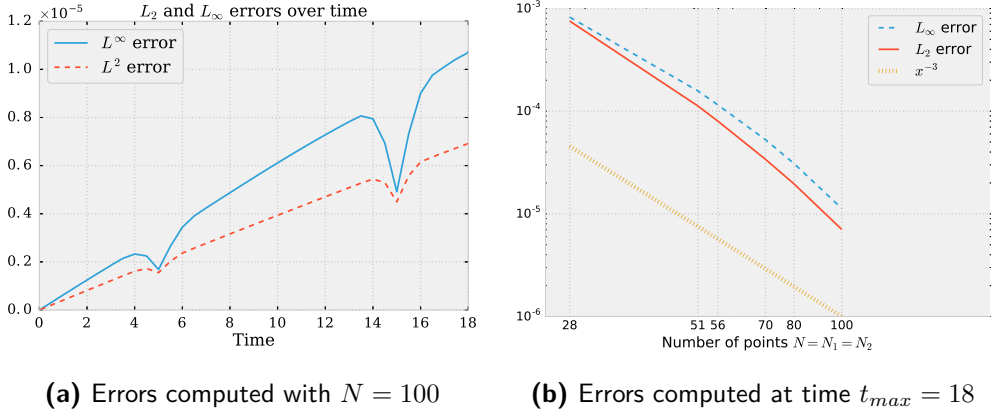 ×10⁻⁵
L₂ and L∞ errors over time
1.2
1.0
0.8
0.6
0.4
0.2
0.0
L^∞ error
L² error
0 2 4 6 8 10 12 14 16 18
Time
(a) Errors computed with N = 100
10⁻³
10⁻⁴
10⁻⁵
10⁻⁶
L∞ error
L₂ error
x⁻³
28 51 56 70 80 100
Number of points N = N₁ = N₂
(b) Errors computed at time t_max = 18